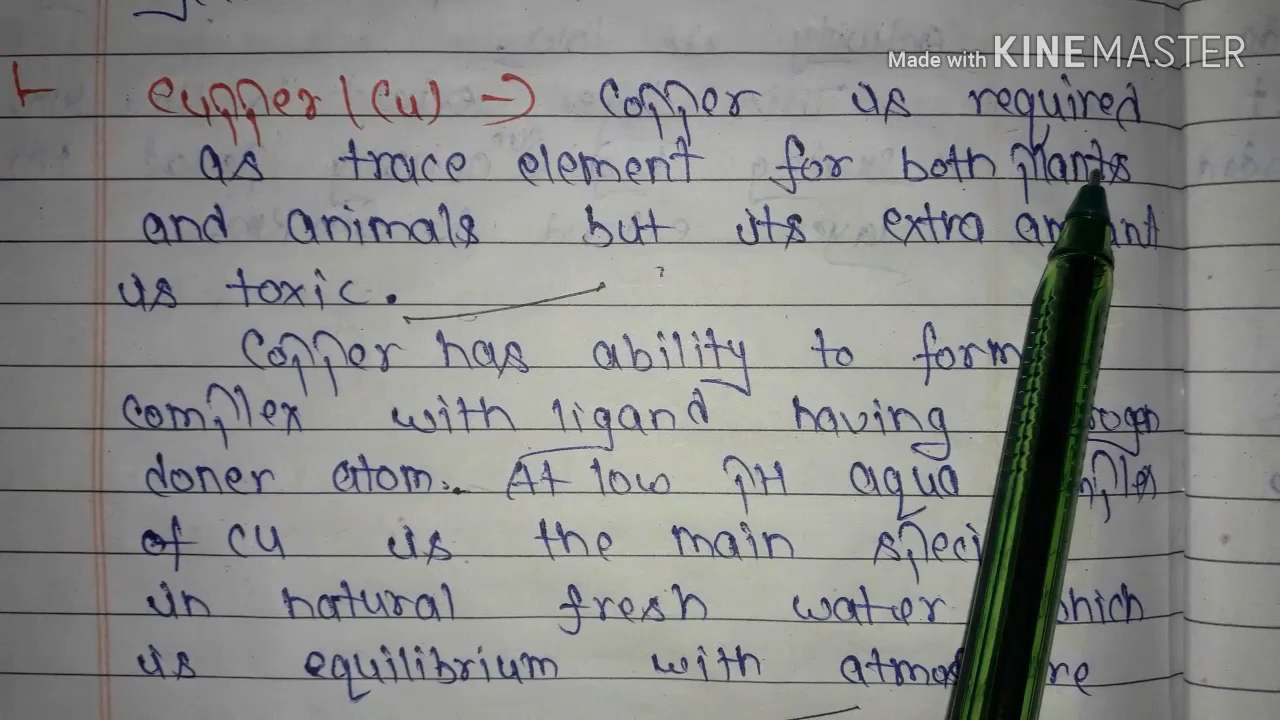 Made with KINEMASTER
Cupper (Cu) ⇒ Copper is required
as trace element for both plants
and animals but its extra
is toxic.
Copper has ability to form
complex with ligand having
doner atom. At low pH aqua
of Cu is the main
in natural fresh water which
is equilibrium with